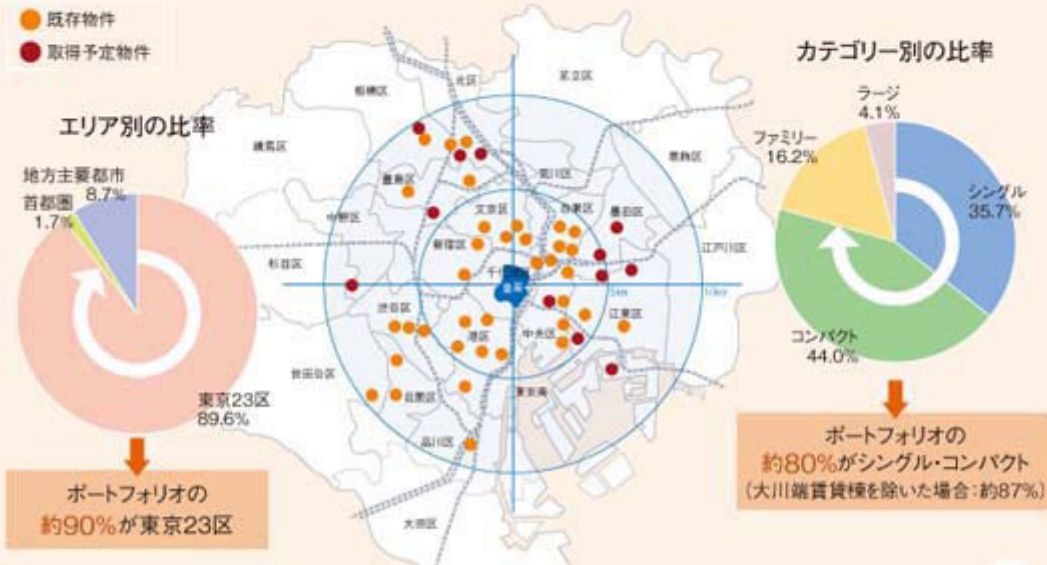 既存物件
取得予定物件
エリア別の比率
地方主要都市
8.7%
首都圏
1.7%
東京23区
89.6%
ポートフォリオの
約90%が東京23区
カテゴリー別の比率
ラージ
4.1%
ファミリー
16.2%
シングル
35.7%
コンパクト
44.0%
ポートフォリオの
約80%がシングル・コンパクト
(大川端賃貸棟を除いた場合:約87%)
北区
足立区
板橋区
練馬区
荒川区
葛飾区
豊島区
文京区
台東区
墨田区
中野区
新宿区
江戸川区
杉並区
千代
皇居
5km
10km
渋谷区
江東区
港区
中央区
世田谷区
目黒区
東京湾
品川区
大田区